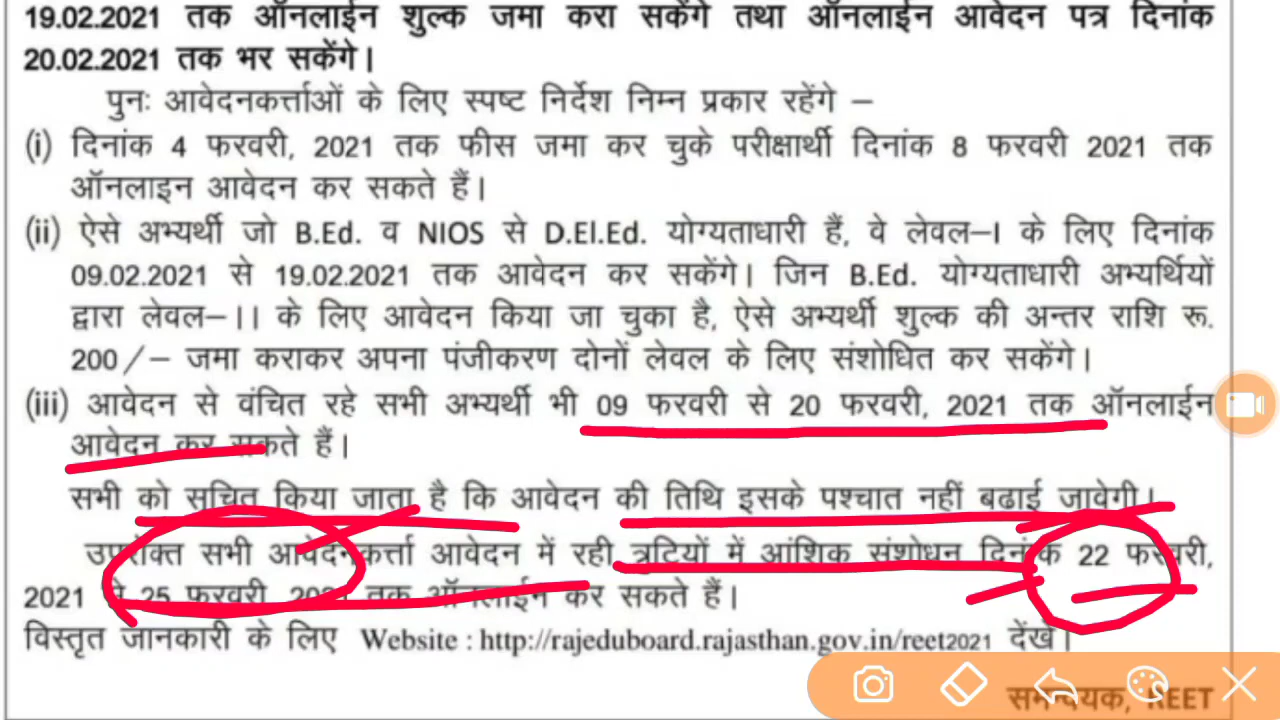 19.02.2021 तक ऑनलाईन शुल्क जमा करा सकेंगे तथा ऑनलाईन आवेदन पत्र दिनांक
20.02.2021 तक भर सकेंगे।
पुनः आवेदनकर्त्ताओं के लिए स्पष्ट निर्देश निम्न प्रकार रहेंगे –
(i) दिनांक 4 फरवरी, 2021 तक फीस जमा कर चुके परीक्षार्थी दिनांक 8 फरवरी 2021 तक
ऑनलाइन आवेदन कर सकते हैं।
(ii) ऐसे अभ्यर्थी जो B.Ed. व NIOS से D.El.Ed. योग्यताधारी हैं, वे लेवल–I के लिए दिनांक
09.02.2021 से 19.02.2021 तक आवेदन कर सकेंगे। जिन B.Ed. योग्यताधारी अभ्यर्थियों
द्वारा लेवल–।। के लिए आवेदन किया जा चुका है, ऐसे अभ्यर्थी शुल्क की अन्तर राशि रू.
200/– जमा कराकर अपना पंजीकरण दोनों लेवल के लिए संशोधित कर सकेंगे।
(iii) आवेदन से वंचित रहे सभी अभ्यर्थी भी 09 फरवरी से 20 फरवरी, 2021 तक ऑनलाईन
आवेदन कर सकते हैं।
सभी को सूचित किया जाता है कि आवेदन की तिथि इसके पश्चात नहीं बढाई जावेगी।
उपरोक्त सभी आवेदनकर्त्ता आवेदन में रही त्रुटियों में आंशिक संशोधन दिनांक 22 फरवरी,
2021 से 25 फरवरी 2021 तक ऑनलाईन कर सकते हैं।
विस्तृत जानकारी के लिए Website : http://rajeduboard.rajasthan.gov.in/reet2021 देंखे।
समन्वयक, REET